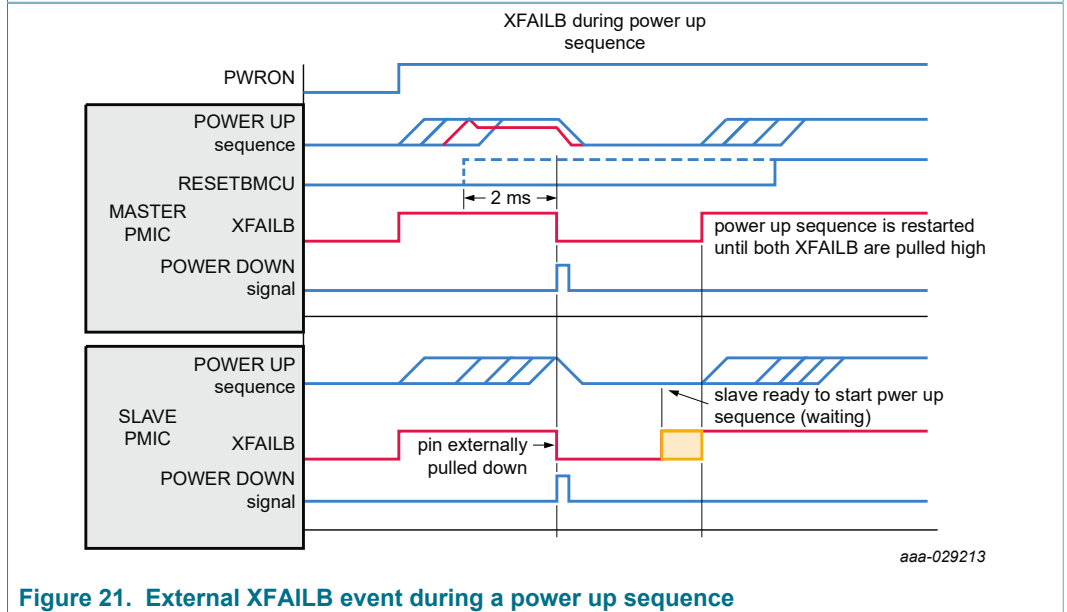 XFAILB during power up
sequence
PWRON
POWER UP
sequence
RESETBMCU
2 ms
MASTER
PMIC
XFAILB
power up sequence is restarted
until both XFAILB are pulled high
POWER DOWN
signal
POWER UP
sequence
slave ready to start pwer up
sequence (waiting)
SLAVE
PMIC
XFAILB
pin externally
pulled down
POWER DOWN
signal
aaa-029213
Figure 21. External XFAILB event during a power up sequence